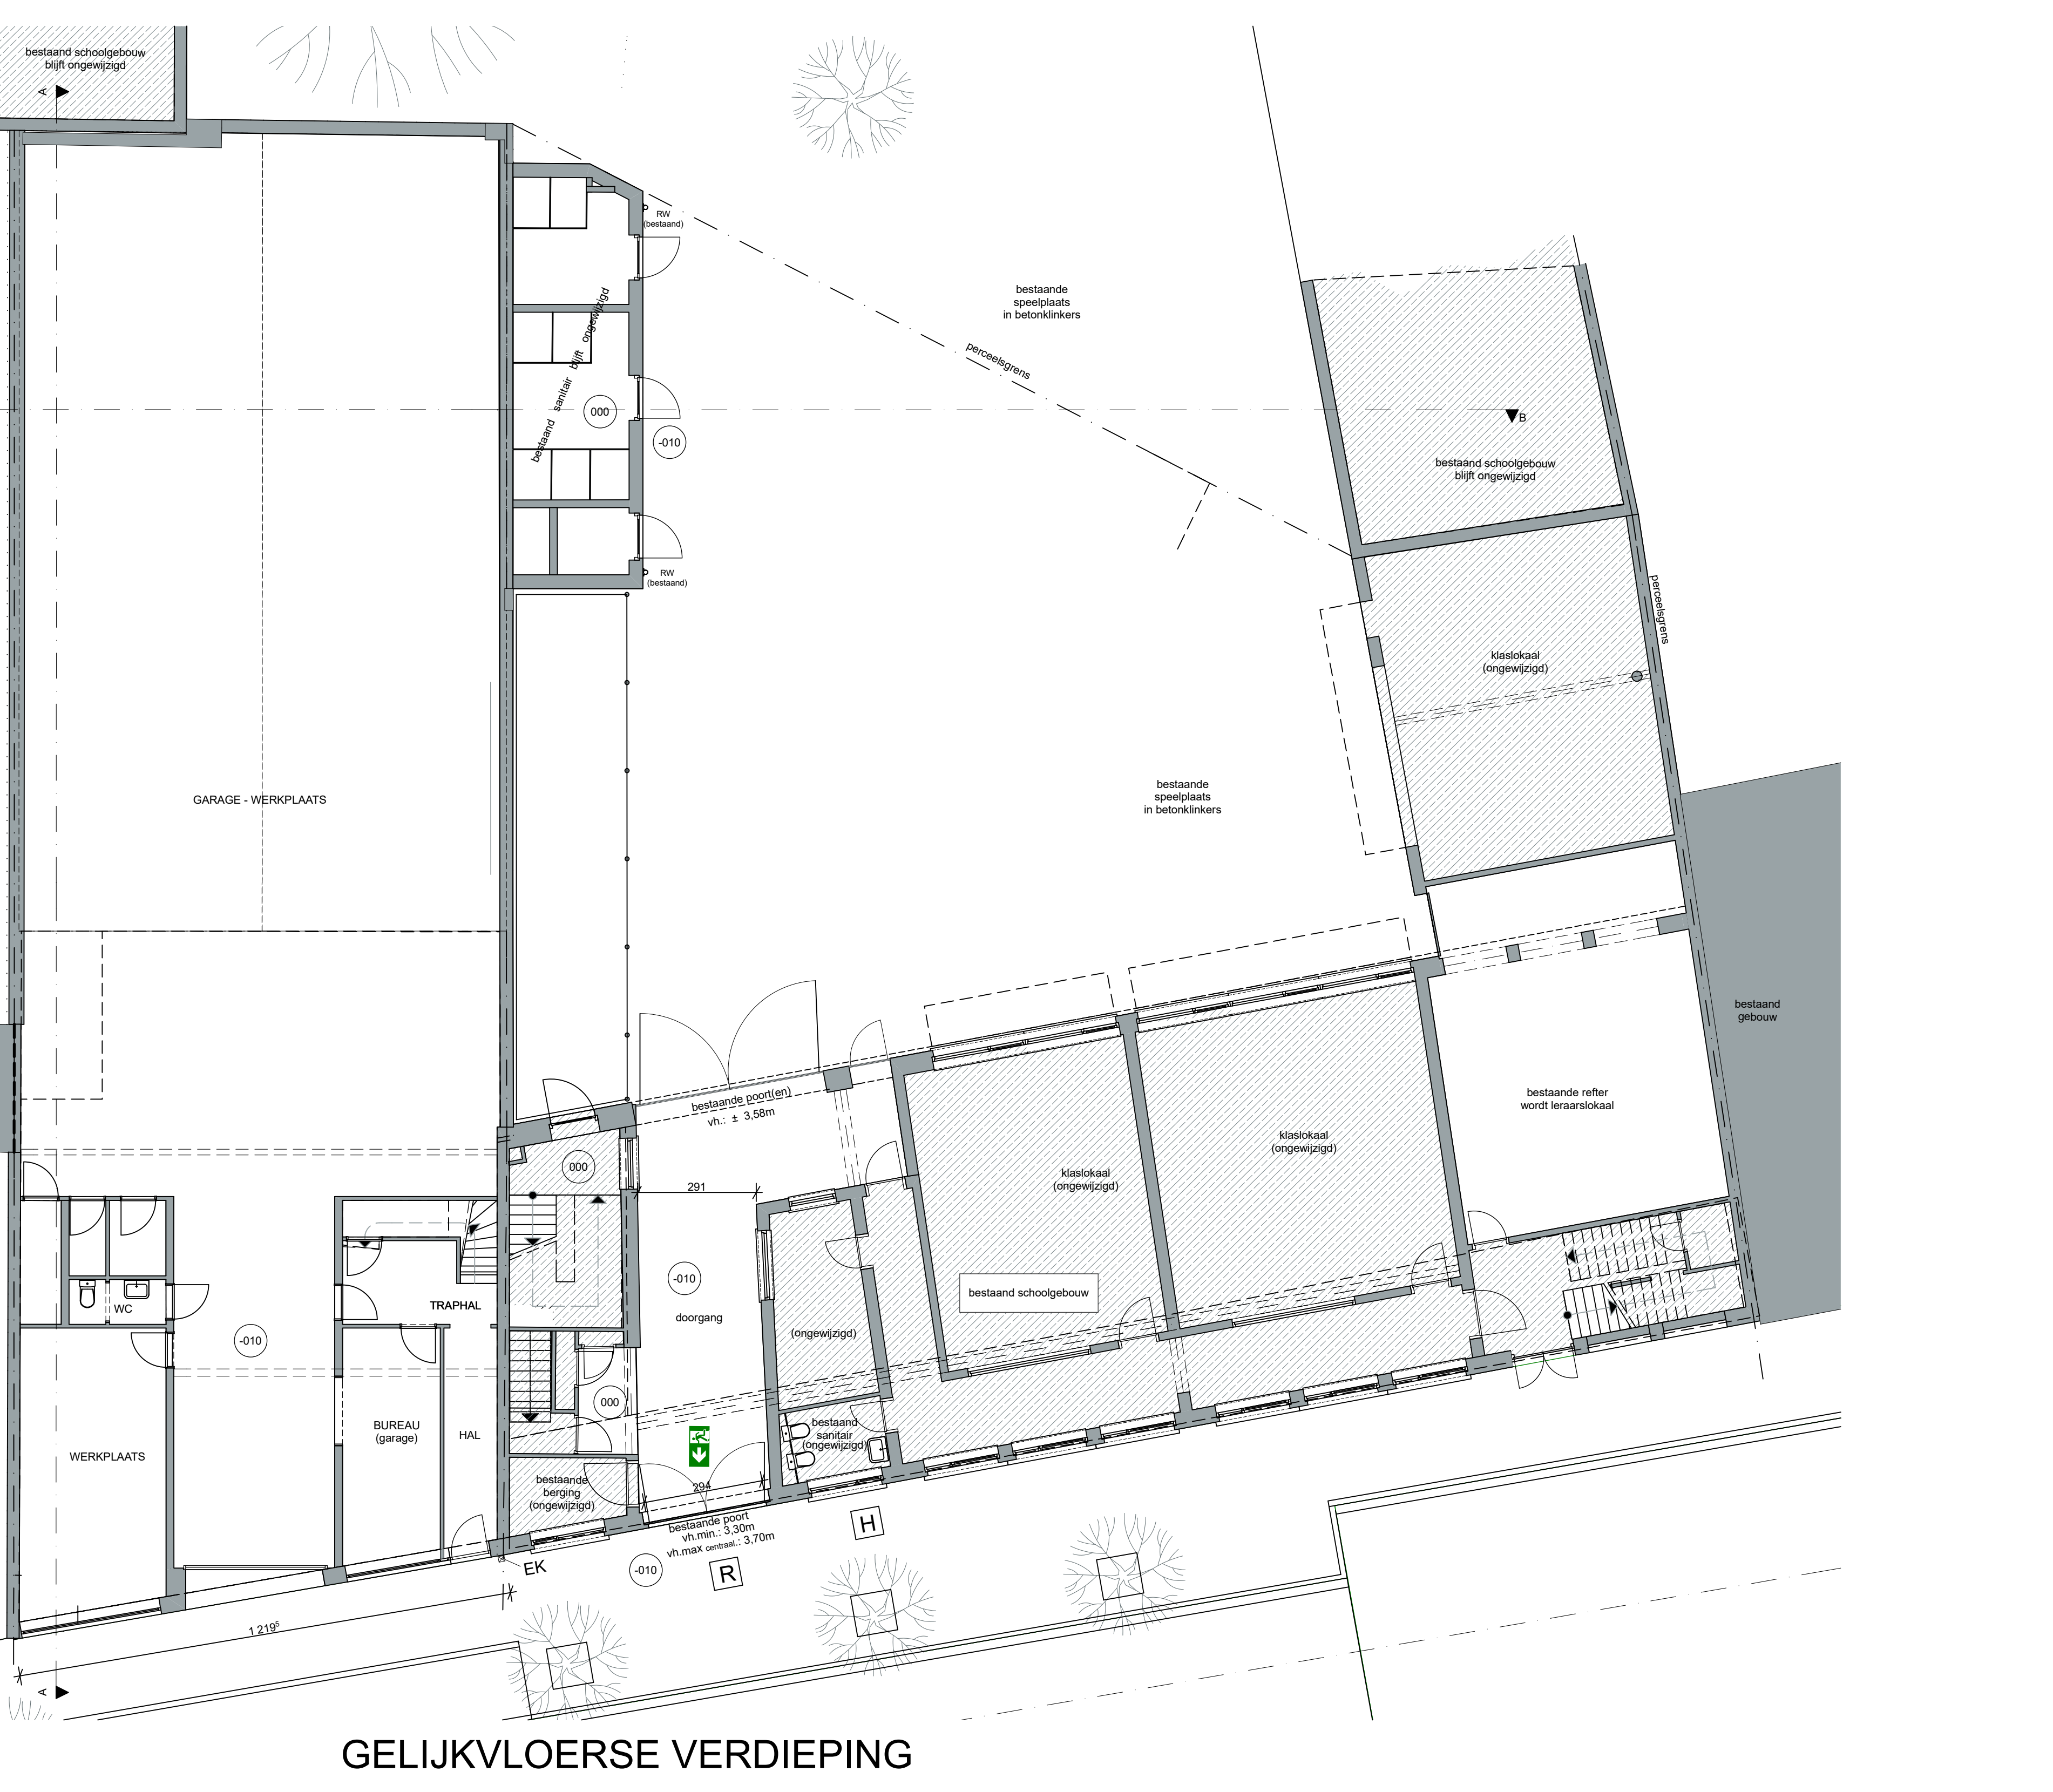 bestaand schoolgebouw
blijft ongewijzigd
A
RW
(bestaand)
bestaande
speelplaats
in betonklinkers
perceelsgrens
bestaand sanitair blijft ongewijzigd
000
-010
B
bestaand schoolgebouw
blijft ongewijzigd
RW
(bestaand)
perceelsgrens
klaslokaal
(ongewijzigd)
GARAGE - WERKPLAATS
bestaande
speelplaats
in betonklinkers
bestaand
gebouw
bestaande poort(en)
vh.: ± 3,58m
bestaande refter
wordt leraarslokaal
klaslokaal
(ongewijzigd)
klaslokaal
(ongewijzigd)
000
291
-010
doorgang
bestaand schoolgebouw
(ongewijzigd)
WC
TRAPHAL
-010
000
BUREAU
(garage)
HAL
WERKPLAATS
bestaand
sanitair
(ongewijzigd)
bestaande
berging
(ongewijzigd)
294
bestaande poort
vh.min.: 3,30m
vh.max centraal.: 3,70m
H
R
-010
EK
1 219⁵
A
GELIJKVLOERSE VERDIEPING